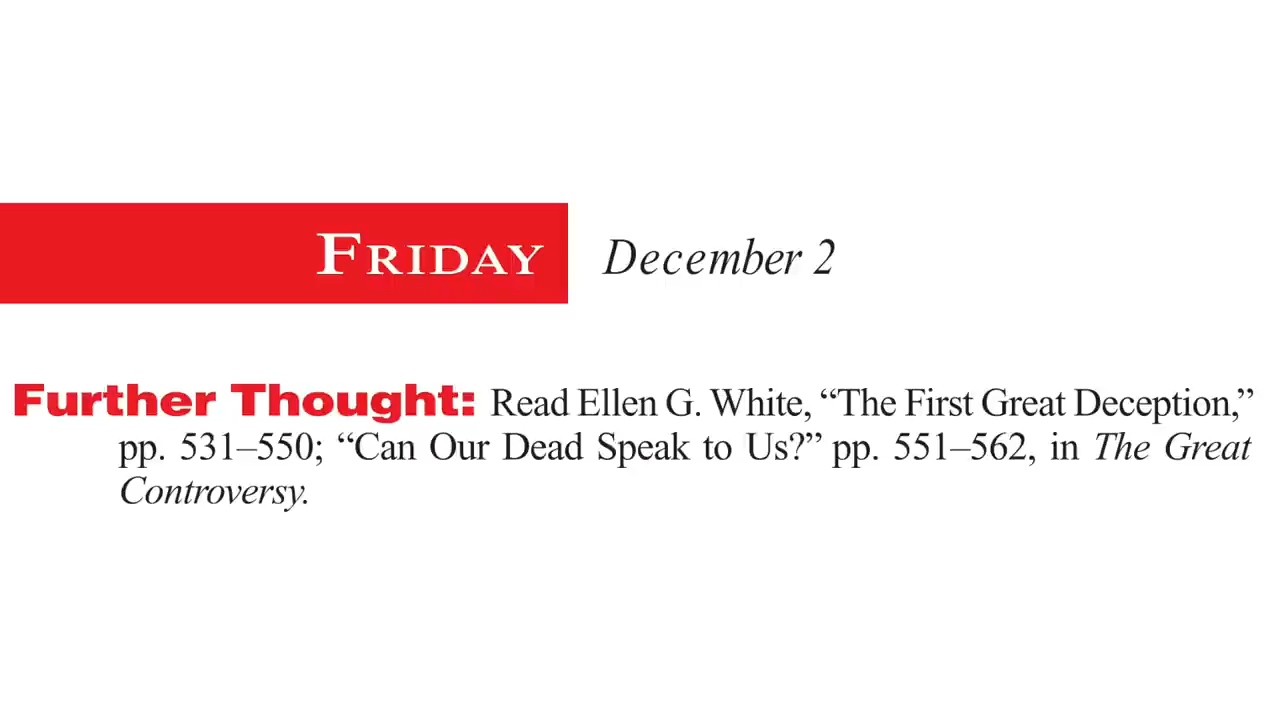 FRIDAY December 2
Further Thought: Read Ellen G. White, “The First Great Deception,”
pp. 531–550; “Can Our Dead Speak to Us?” pp. 551–562, in The Great
Controversy.